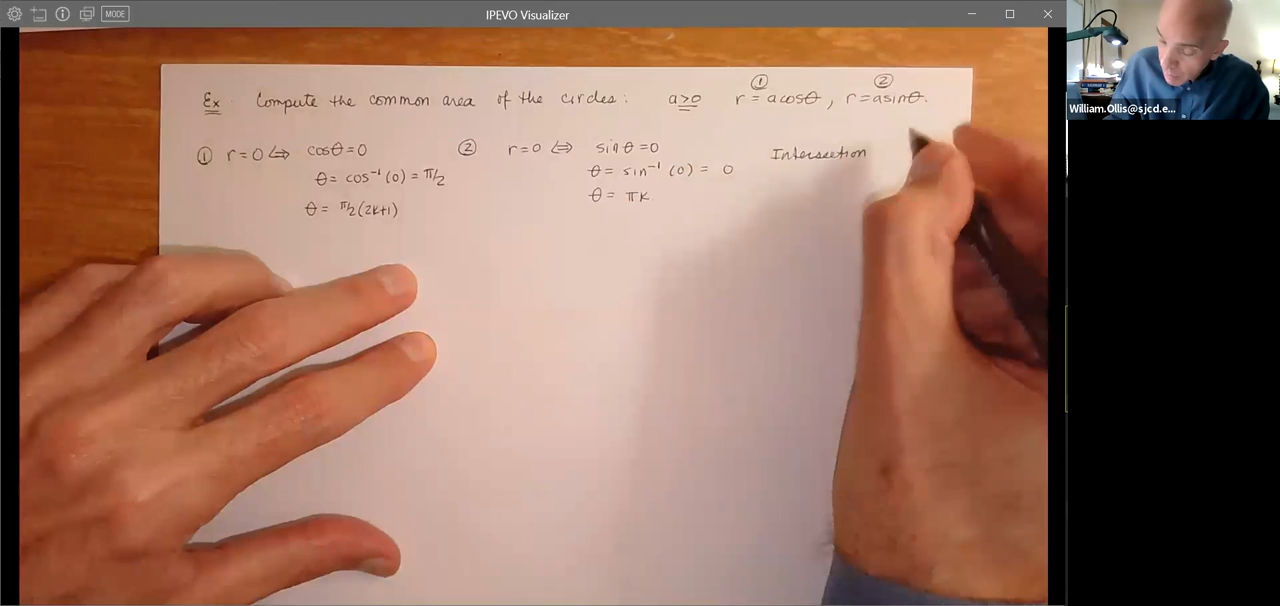 MODE
IPEVO Visualizer
William.Ollis@sjcd.e...
Ex: Compute the common area of the circles: a>0 ① r = acosθ, ② r = asinθ.
① r=0 ⇔ cosθ=0
θ = cos⁻¹(0) = π/2
θ = π/2(2k+1)
② r=0 ⇔ sinθ=0
θ = sin⁻¹(0) = 0
θ = πk
Intersection